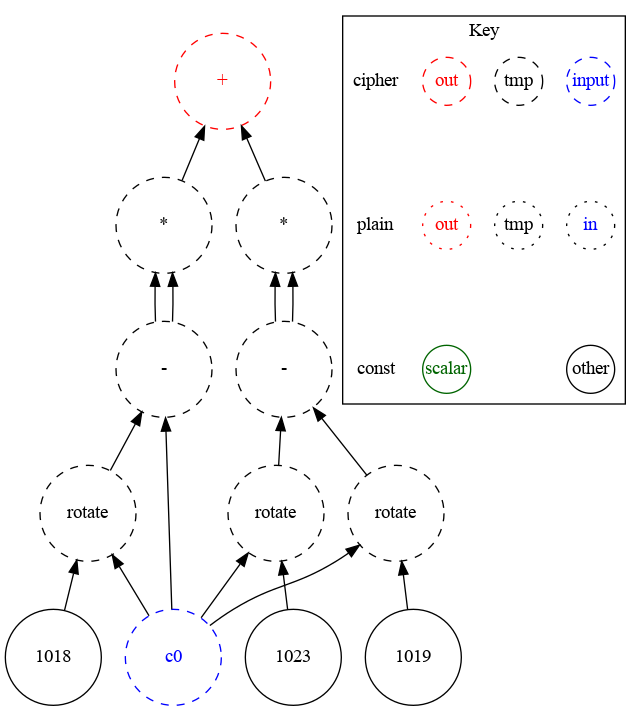 Key
+
cipher out tmp input
* *
plain out tmp in
- -
const scalar other
rotate rotate rotate
1018 c0 1023 1019